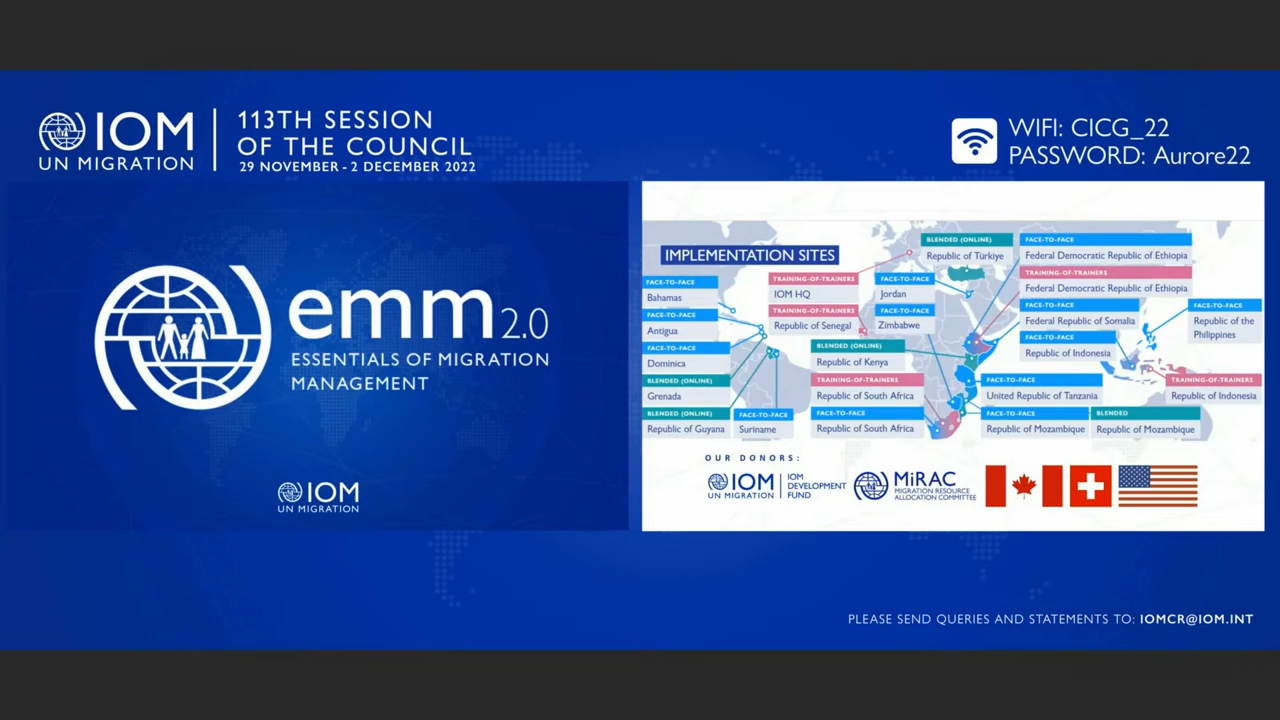 IOM
UN MIGRATION
113TH SESSION
OF THE COUNCIL
29 NOVEMBER - 2 DECEMBER 2022
WIFI: CICG_22
PASSWORD: Aurore22
emm2.0
ESSENTIALS OF MIGRATION
MANAGEMENT
IOM
UN MIGRATION
IMPLEMENTATION SITES
FACE-TO-FACE
Bahamas
FACE-TO-FACE
Antigua
FACE-TO-FACE
Dominica
BLENDED (ONLINE)
Grenada
BLENDED (ONLINE)
Republic of Guyana
FACE-TO-FACE
Suriname
TRAINING-OF-TRAINERS
IOM HQ
TRAINING-OF-TRAINERS
Republic of Senegal
BLENDED (ONLINE)
Republic of Kenya
TRAINING-OF-TRAINERS
Republic of South Africa
FACE-TO-FACE
Republic of South Africa
FACE-TO-FACE
Jordan
FACE-TO-FACE
Zimbabwe
BLENDED (ONLINE)
Republic of Türkiye
FACE-TO-FACE
Federal Democratic Republic of Ethiopia
TRAINING-OF-TRAINERS
Federal Democratic Republic of Ethiopia
FACE-TO-FACE
Federal Republic of Somalia
FACE-TO-FACE
Republic of Indonesia
FACE-TO-FACE
United Republic of Tanzania
FACE-TO-FACE
Republic of Mozambique
BLENDED
Republic of Mozambique
FACE-TO-FACE
Republic of the
Philippines
TRAINING-OF-TRAINERS
Republic of Indonesia
OUR DONORS:
IOM
UN MIGRATION
IOM
DEVELOPMENT
FUND
MiRAC
MIGRATION RESOURCE
ALLOCATION COMMITTEE
PLEASE SEND QUERIES AND STATEMENTS TO: IOMCR@IOM.INT